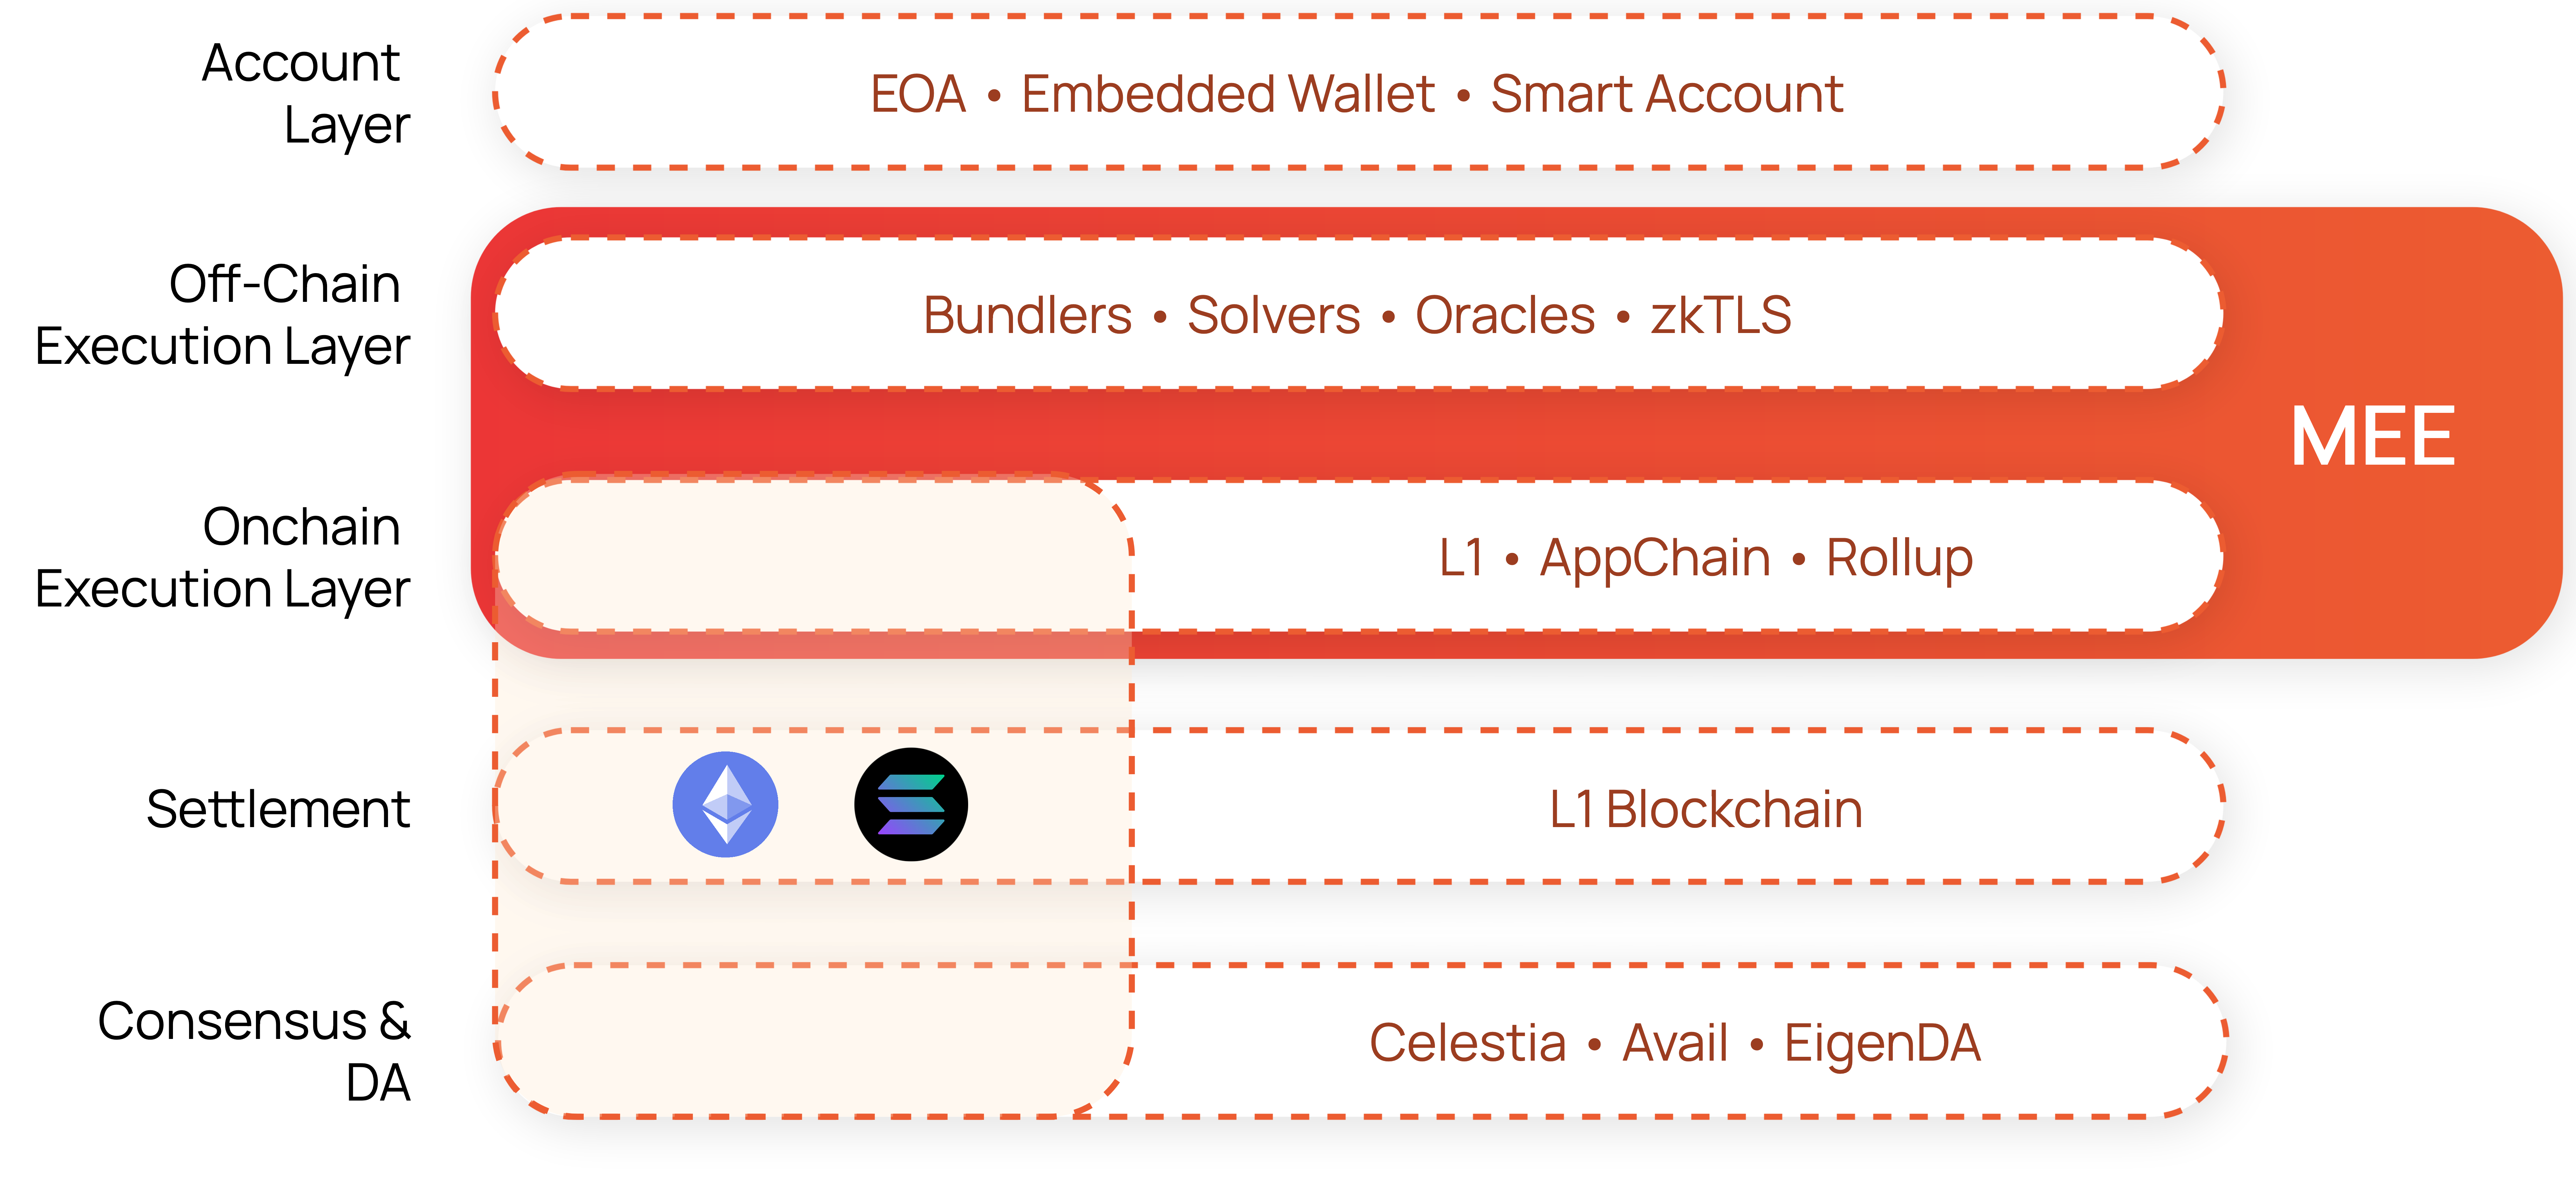 Account
Layer
EOA • Embedded Wallet • Smart Account
Off-Chain
Execution Layer
Bundlers • Solvers • Oracles • zkTLS
MEE
Onchain
Execution Layer
L1 • AppChain • Rollup
Settlement
L1 Blockchain
Consensus &
DA
Celestia • Avail • EigenDA